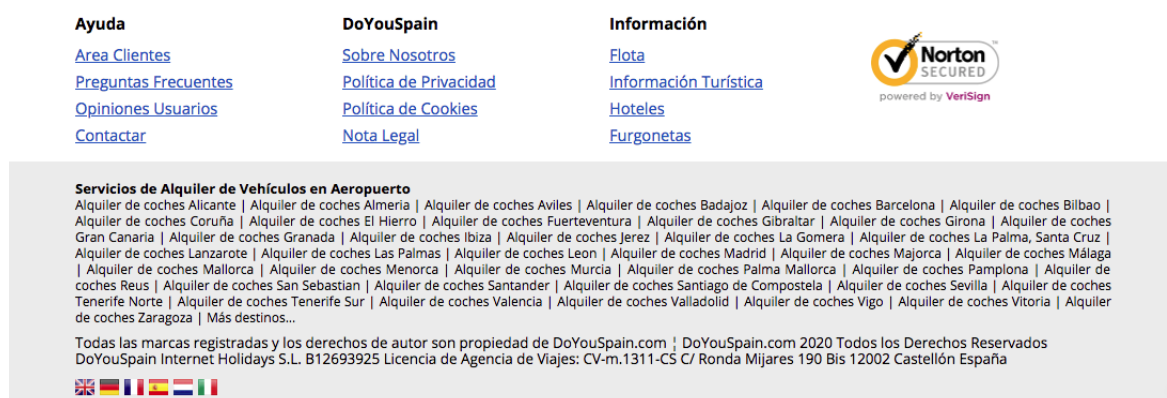 Ayuda
Area Clientes
Preguntas Frecuentes
Opiniones Usuarios
Contactar
DoYouSpain
Sobre Nosotros
Política de Privacidad
Política de Cookies
Nota Legal
Información
Flota
Información Turística
Hoteles
Furgonetas
Norton
SECURED
powered by VeriSign
Servicios de Alquiler de Vehículos en Aeropuerto
Alquiler de coches Alicante | Alquiler de coches Almeria | Alquiler de coches Aviles | Alquiler de coches Badajoz | Alquiler de coches Barcelona | Alquiler de coches Bilbao |
Alquiler de coches Coruña | Alquiler de coches El Hierro | Alquiler de coches Fuerteventura | Alquiler de coches Gibraltar | Alquiler de coches Girona | Alquiler de coches
Gran Canaria | Alquiler de coches Granada | Alquiler de coches Ibiza | Alquiler de coches Jerez | Alquiler de coches La Gomera | Alquiler de coches La Palma, Santa Cruz |
Alquiler de coches Lanzarote | Alquiler de coches Las Palmas | Alquiler de coches Leon | Alquiler de coches Madrid | Alquiler de coches Majorca | Alquiler de coches Málaga
| Alquiler de coches Mallorca | Alquiler de coches Menorca | Alquiler de coches Murcia | Alquiler de coches Palma Mallorca | Alquiler de coches Pamplona | Alquiler de
coches Reus | Alquiler de coches San Sebastian | Alquiler de coches Santander | Alquiler de coches Santiago de Compostela | Alquiler de coches Sevilla | Alquiler de coches
Tenerife Norte | Alquiler de coches Tenerife Sur | Alquiler de coches Valencia | Alquiler de coches Valladolid | Alquiler de coches Vigo | Alquiler de coches Vitoria | Alquiler
de coches Zaragoza | Más destinos...
Todas las marcas registradas y los derechos de autor son propiedad de DoYouSpain.com ¦ DoYouSpain.com 2020 Todos los Derechos Reservados
DoYouSpain Internet Holidays S.L. B12693925 Licencia de Agencia de Viajes: CV-m.1311-CS C/ Ronda Mijares 190 Bis 12002 Castellón España